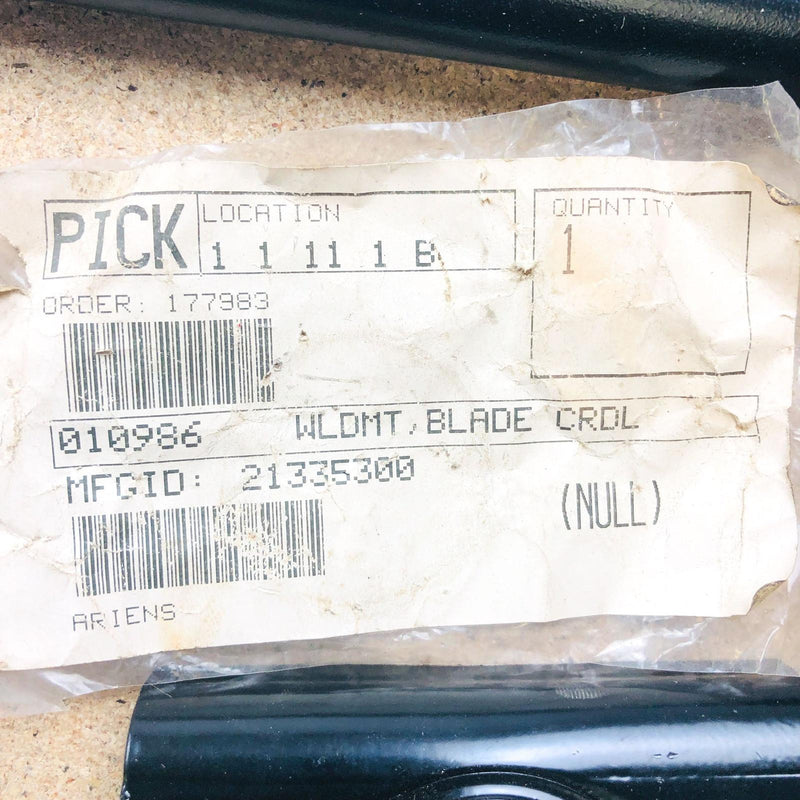 PICK
LOCATION
1 1 11 1 B
QUANTITY
1
ORDER: 177983
010986 WLDMT,BLADE CRDL
MFGID: 21335300
(NULL)
ARIENS